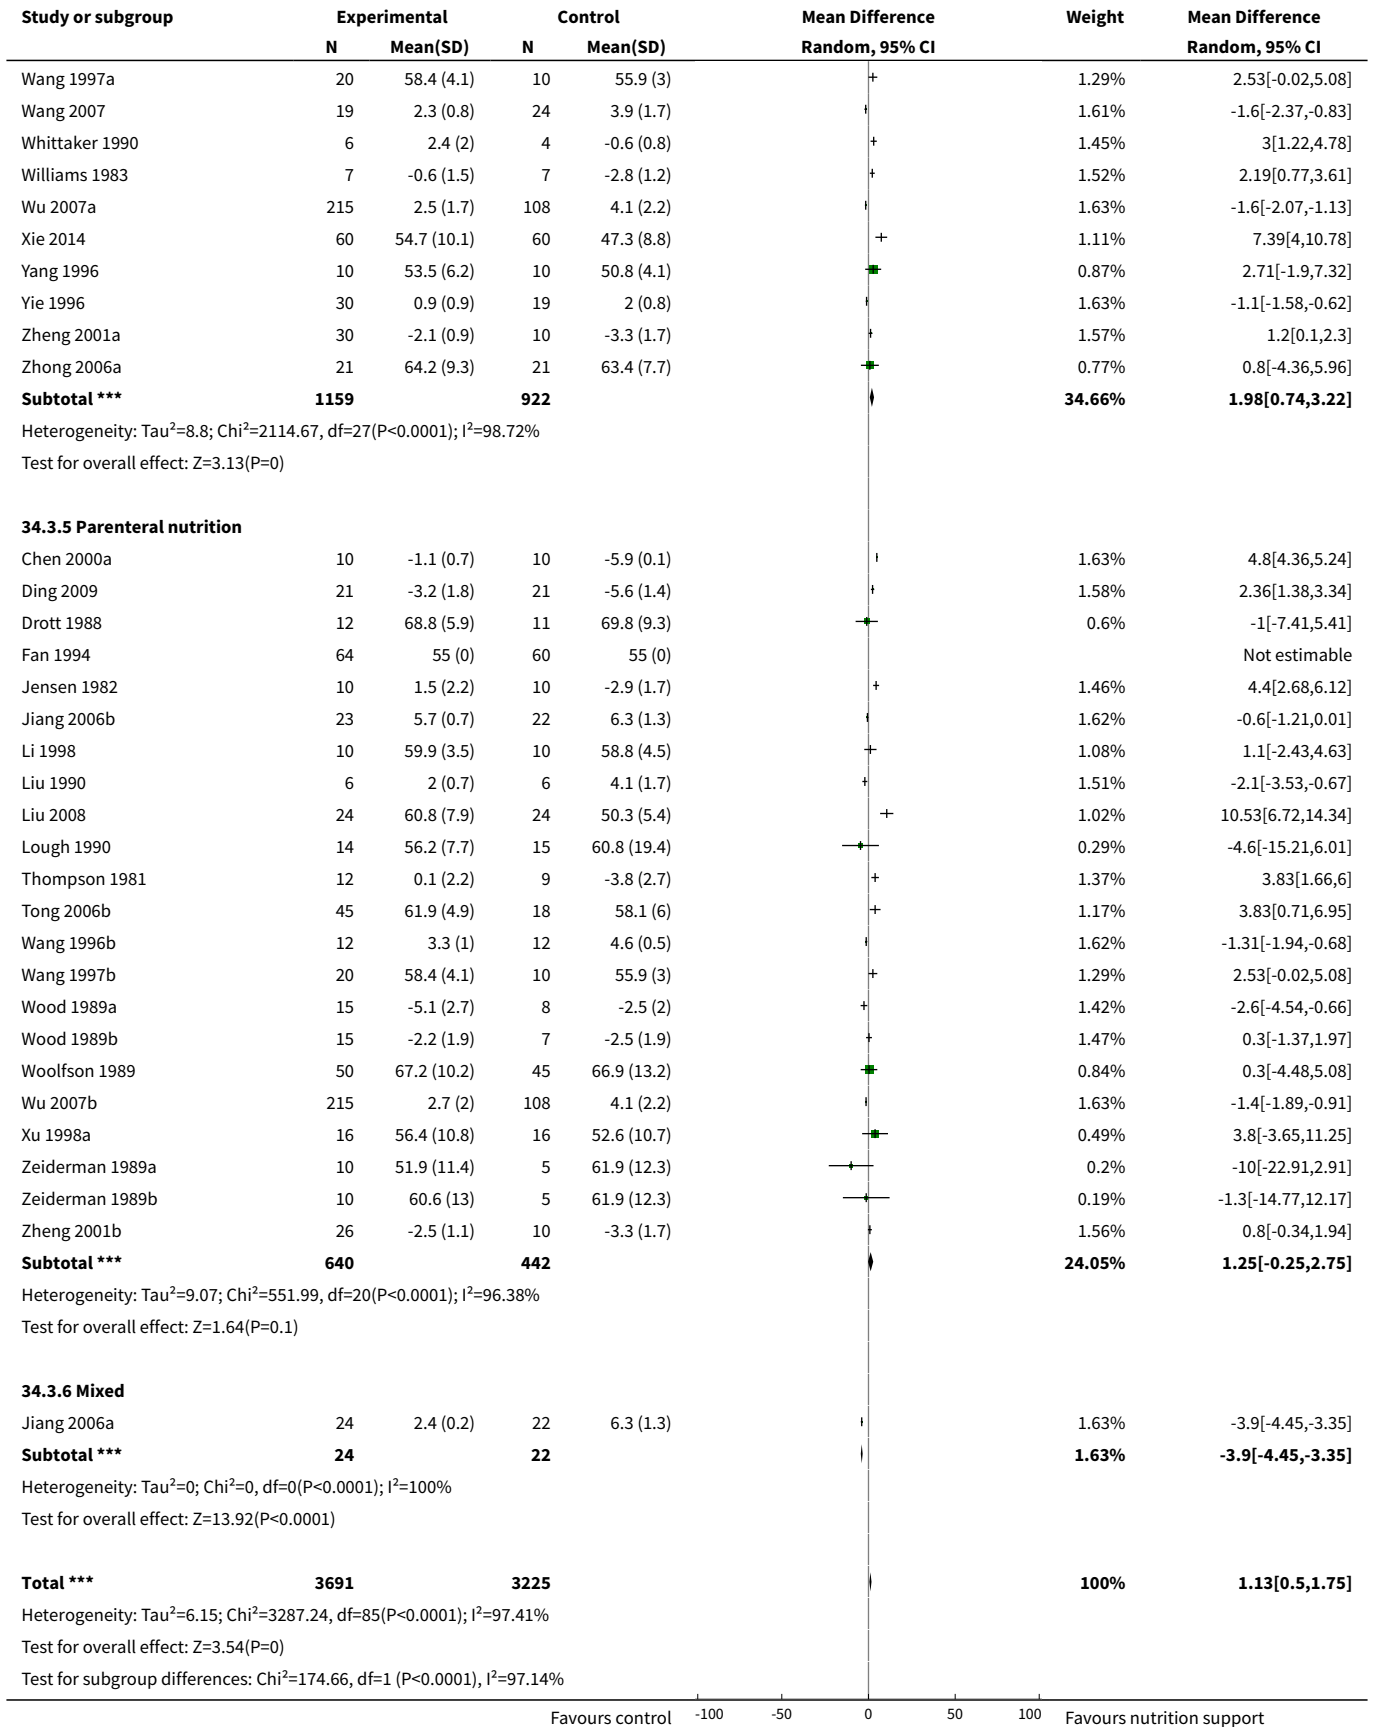 Study or subgroup Experimental Control Mean Difference Weight Mean Difference
N Mean(SD) N Mean(SD) Random, 95% CI Random, 95% CI
Wang 1997a 20 58.4 (4.1) 10 55.9 (3) 1.29% 2.53[-0.02,5.08]
Wang 2007 19 2.3 (0.8) 24 3.9 (1.7) 1.61% -1.6[-2.37,-0.83]
Whittaker 1990 6 2.4 (2) 4 -0.6 (0.8) 1.45% 3[1.22,4.78]
Williams 1983 7 -0.6 (1.5) 7 -2.8 (1.2) 1.52% 2.19[0.77,3.61]
Wu 2007a 215 2.5 (1.7) 108 4.1 (2.2) 1.63% -1.6[-2.07,-1.13]
Xie 2014 60 54.7 (10.1) 60 47.3 (8.8) 1.11% 7.39[4,10.78]
Yang 1996 10 53.5 (6.2) 10 50.8 (4.1) 0.87% 2.71[-1.9,7.32]
Yie 1996 30 0.9 (0.9) 19 2 (0.8) 1.63% -1.1[-1.58,-0.62]
Zheng 2001a 30 -2.1 (0.9) 10 -3.3 (1.7) 1.57% 1.2[0.1,2.3]
Zhong 2006a 21 64.2 (9.3) 21 63.4 (7.7) 0.77% 0.8[-4.36,5.96]
Subtotal *** 1159 922 34.66% 1.98[0.74,3.22]
Heterogeneity: Tau²=8.8; Chi²=2114.67, df=27(P<0.0001); I²=98.72%
Test for overall effect: Z=3.13(P=0)
34.3.5 Parenteral nutrition
Chen 2000a 10 -1.1 (0.7) 10 -5.9 (0.1) 1.63% 4.8[4.36,5.24]
Ding 2009 21 -3.2 (1.8) 21 -5.6 (1.4) 1.58% 2.36[1.38,3.34]
Drott 1988 12 68.8 (5.9) 11 69.8 (9.3) 0.6% -1[-7.41,5.41]
Fan 1994 64 55 (0) 60 55 (0) Not estimable
Jensen 1982 10 1.5 (2.2) 10 -2.9 (1.7) 1.46% 4.4[2.68,6.12]
Jiang 2006b 23 5.7 (0.7) 22 6.3 (1.3) 1.62% -0.6[-1.21,0.01]
Li 1998 10 59.9 (3.5) 10 58.8 (4.5) 1.08% 1.1[-2.43,4.63]
Liu 1990 6 2 (0.7) 6 4.1 (1.7) 1.51% -2.1[-3.53,-0.67]
Liu 2008 24 60.8 (7.9) 24 50.3 (5.4) 1.02% 10.53[6.72,14.34]
Lough 1990 14 56.2 (7.7) 15 60.8 (19.4) 0.29% -4.6[-15.21,6.01]
Thompson 1981 12 0.1 (2.2) 9 -3.8 (2.7) 1.37% 3.83[1.66,6]
Tong 2006b 45 61.9 (4.9) 18 58.1 (6) 1.17% 3.83[0.71,6.95]
Wang 1996b 12 3.3 (1) 12 4.6 (0.5) 1.62% -1.31[-1.94,-0.68]
Wang 1997b 20 58.4 (4.1) 10 55.9 (3) 1.29% 2.53[-0.02,5.08]
Wood 1989a 15 -5.1 (2.7) 8 -2.5 (2) 1.42% -2.6[-4.54,-0.66]
Wood 1989b 15 -2.2 (1.9) 7 -2.5 (1.9) 1.47% 0.3[-1.37,1.97]
Woolfson 1989 50 67.2 (10.2) 45 66.9 (13.2) 0.84% 0.3[-4.48,5.08]
Wu 2007b 215 2.7 (2) 108 4.1 (2.2) 1.63% -1.4[-1.89,-0.91]
Xu 1998a 16 56.4 (10.8) 16 52.6 (10.7) 0.49% 3.8[-3.65,11.25]
Zeiderman 1989a 10 51.9 (11.4) 5 61.9 (12.3) 0.2% -10[-22.91,2.91]
Zeiderman 1989b 10 60.6 (13) 5 61.9 (12.3) 0.19% -1.3[-14.77,12.17]
Zheng 2001b 26 -2.5 (1.1) 10 -3.3 (1.7) 1.56% 0.8[-0.34,1.94]
Subtotal *** 640 442 24.05% 1.25[-0.25,2.75]
Heterogeneity: Tau²=9.07; Chi²=551.99, df=20(P<0.0001); I²=96.38%
Test for overall effect: Z=1.64(P=0.1)
34.3.6 Mixed
Jiang 2006a 24 2.4 (0.2) 22 6.3 (1.3) 1.63% -3.9[-4.45,-3.35]
Subtotal *** 24 22 1.63% -3.9[-4.45,-3.35]
Heterogeneity: Tau²=0; Chi²=0, df=0(P<0.0001); I²=100%
Test for overall effect: Z=13.92(P<0.0001)
Total *** 3691 3225 100% 1.13[0.5,1.75]
Heterogeneity: Tau²=6.15; Chi²=3287.24, df=85(P<0.0001); I²=97.41%
Test for overall effect: Z=3.54(P=0)
Test for subgroup differences: Chi²=174.66, df=1 (P<0.0001), I²=97.14%
Favours control -100 -50 0 50 100 Favours nutrition support